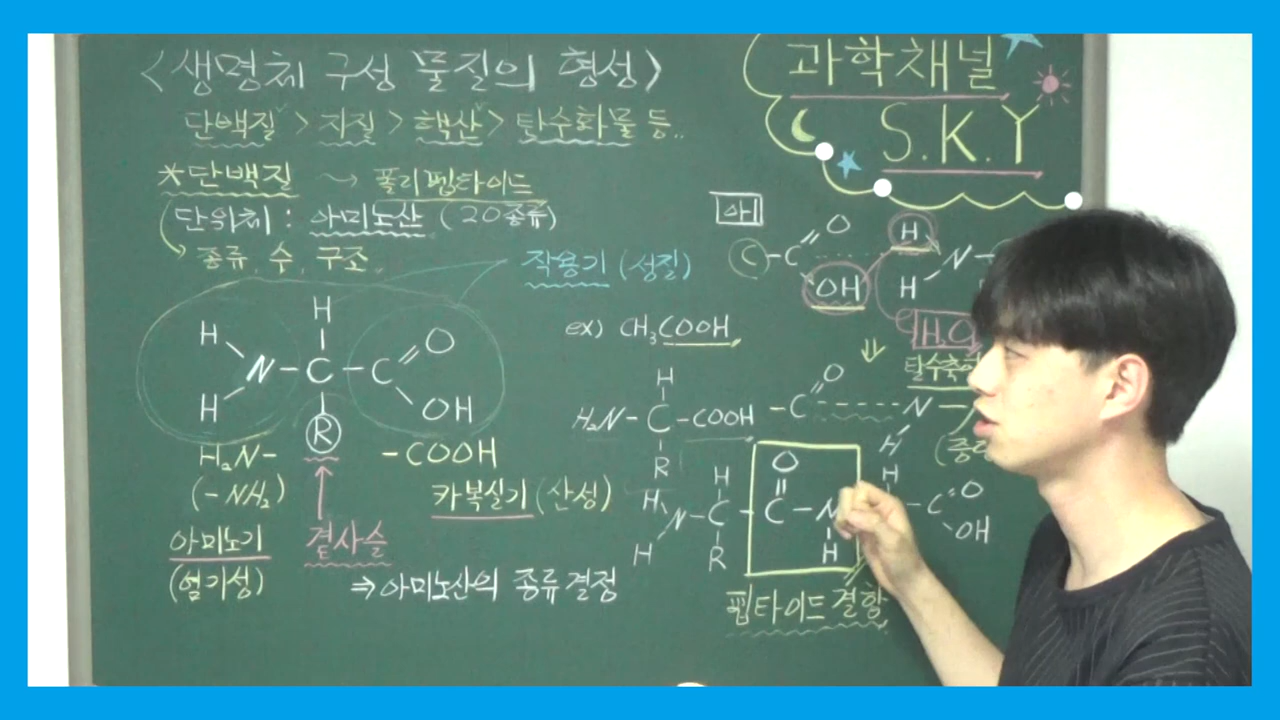 <생명체 구성 물질의 형성>
단백질 > 지질 > 핵산 > 탄수화물 등..
*단백질 → 폴리펩타이드
단위체 : 아미노산 (20종류)
종류, 수, 구조
작용기 (성질)
H
H
N - C - C
O
H
OH
R
H₂N-
(-NH₂)
아미노기
(염기성)
곁사슬
-COOH
카복실기 (산성)
⇒ 아미노산의 종류 결정
과학채널
S.K.Y
C - C
O
OH
H
N
H
ex) CH₃COOH
H
H₂N - C - COOH
R
- C
O
N
H
H
H
N - C - C - N
H
R
O
H
H
C
O
OH
펩타이드 결합